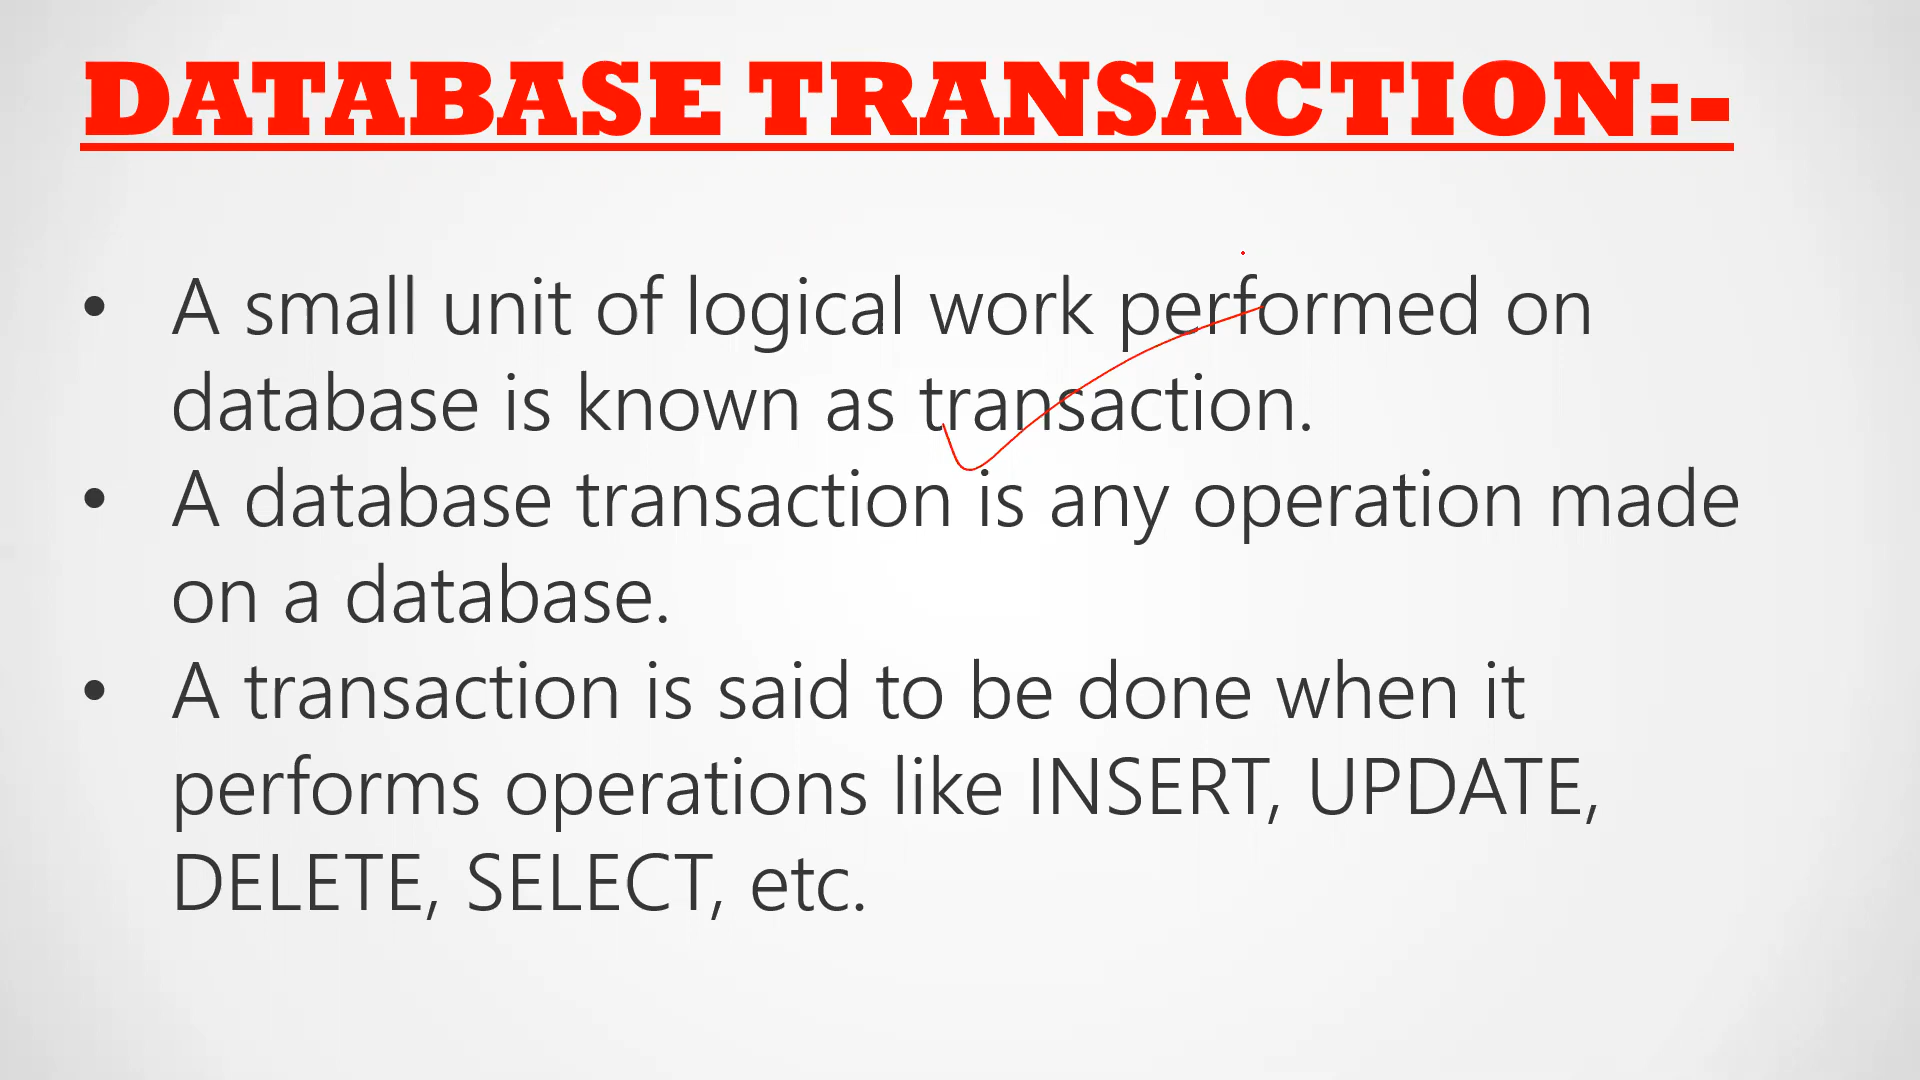 DATABASE TRANSACTION:-
• A small unit of logical work performed on
database is known as transaction.
• A database transaction is any operation made
on a database.
• A transaction is said to be done when it
performs operations like INSERT, UPDATE,
DELETE, SELECT, etc.